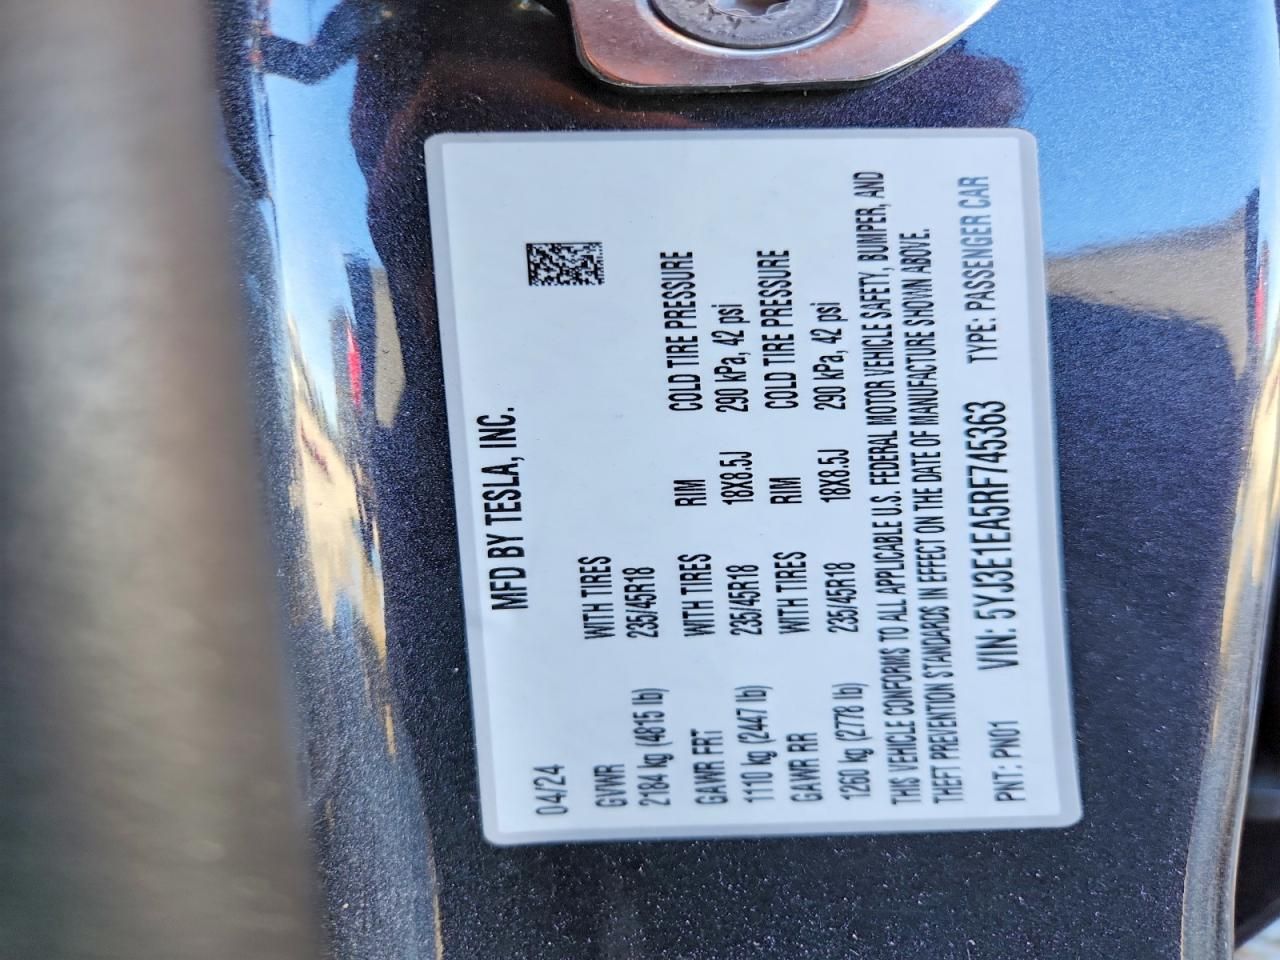 MFD BY TESLA, INC.
04/24
GVWR WITH TIRES
2184 kg (4815 lb) 235/45R18
GAWR FRT WITH TIRES RIM COLD TIRE PRESSURE
1110 kg (2447 lb) 235/45R18 18X8.5J 290 kPa, 42 psi
GAWR RR WITH TIRES RIM COLD TIRE PRESSURE
1260 kg (2778 lb) 235/45R18 18X8.5J 290 kPa, 42 psi
THIS VEHICLE CONFORMS TO ALL APPLICABLE U.S. FEDERAL MOTOR VEHICLE SAFETY, BUMPER, AND
THEFT PREVENTION STANDARDS IN EFFECT ON THE DATE OF MANUFACTURE SHOWN ABOVE.
PNT: PN01 VIN: 5YJ3E1EA5RF745363 TYPE: PASSENGER CAR